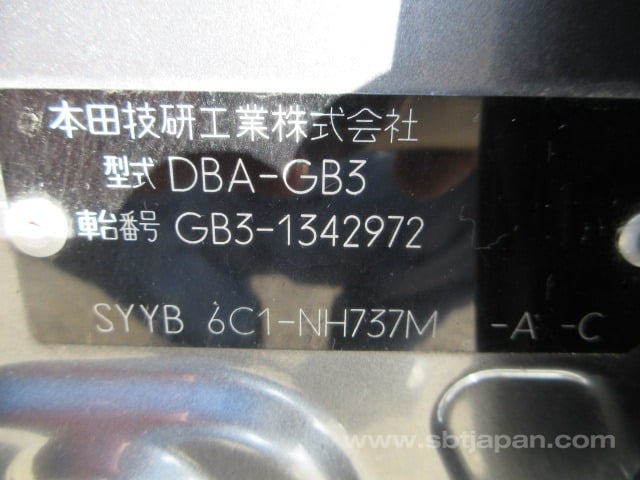 本田技研工業株式会社
型式 DBA-GB3
車台番号 GB3-1342972
SYYB 6C1-NH737M -A -C
www.sbtjapan.com